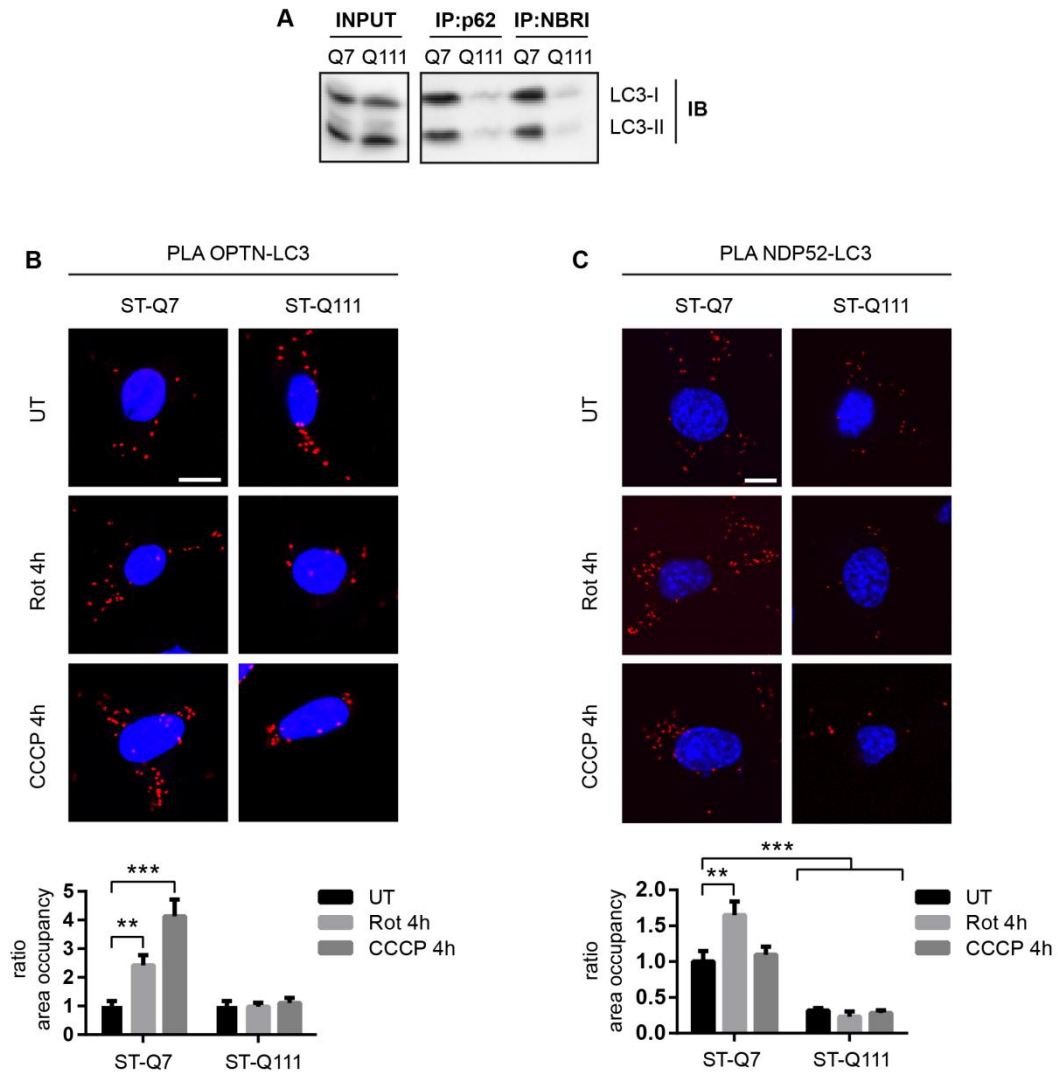 A INPUT IP:p62 IP:NBRI
Q7 Q111 Q7 Q111 Q7 Q111
LC3-I
LC3-II
IB
B PLA OPTN-LC3
ST-Q7 ST-Q111
UT
Rot 4h
CCCP 4h
ratio
area occupancy
5
4
3
2
1
0
**
***
ST-Q7 ST-Q111
UT
Rot 4h
CCCP 4h
C PLA NDP52-LC3
ST-Q7 ST-Q111
UT
Rot 4h
CCCP 4h
ratio
area occupancy
2.0
1.5
1.0
0.5
0
***
**
ST-Q7 ST-Q111
UT
Rot 4h
CCCP 4h